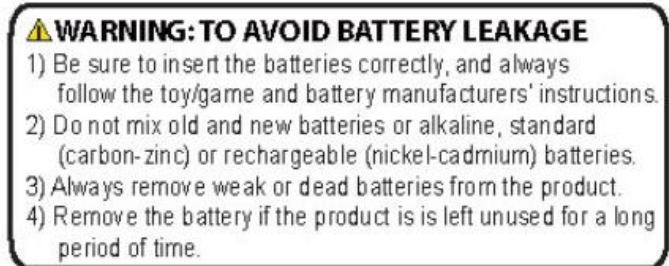 WARNING: TO AVOID BATTERY LEAKAGE
1) Be sure to insert the batteries correctly, and always
follow the toy/game and battery manufacturers' instructions.
2) Do not mix old and new batteries or alkaline, standard
(carbon-zinc) or rechargeable (nickel-cadmium) batteries.
3) Always remove weak or dead batteries from the product.
4) Remove the battery if the product is is left unused for a long
period of time.